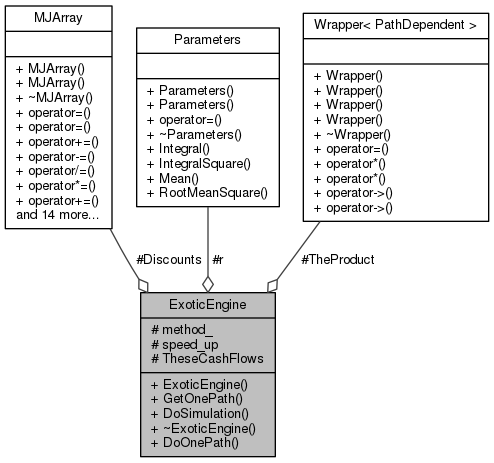 MJArray
+ MJArray()
+ MJArray()
+ ~MJArray()
+ operator=()
+ operator=()
+ operator+=()
+ operator-=()
+ operator/=()
+ operator*=()
+ operator+=()
and 14 more...
Parameters
+ Parameters()
+ Parameters()
+ operator=()
+ ~Parameters()
+ Integral()
+ IntegralSquare()
+ Mean()
+ RootMeanSquare()
Wrapper< PathDependent >
+ Wrapper()
+ Wrapper()
+ Wrapper()
+ Wrapper()
+ ~Wrapper()
+ operator=()
+ operator*()
+ operator*()
+ operator->()
+ operator->()
#Discounts
#r
#TheProduct
ExoticEngine
# method_
# speed_up
# TheseCashFlows
+ ExoticEngine()
+ GetOnePath()
+ DoSimulation()
+ ~ExoticEngine()
+ DoOnePath()